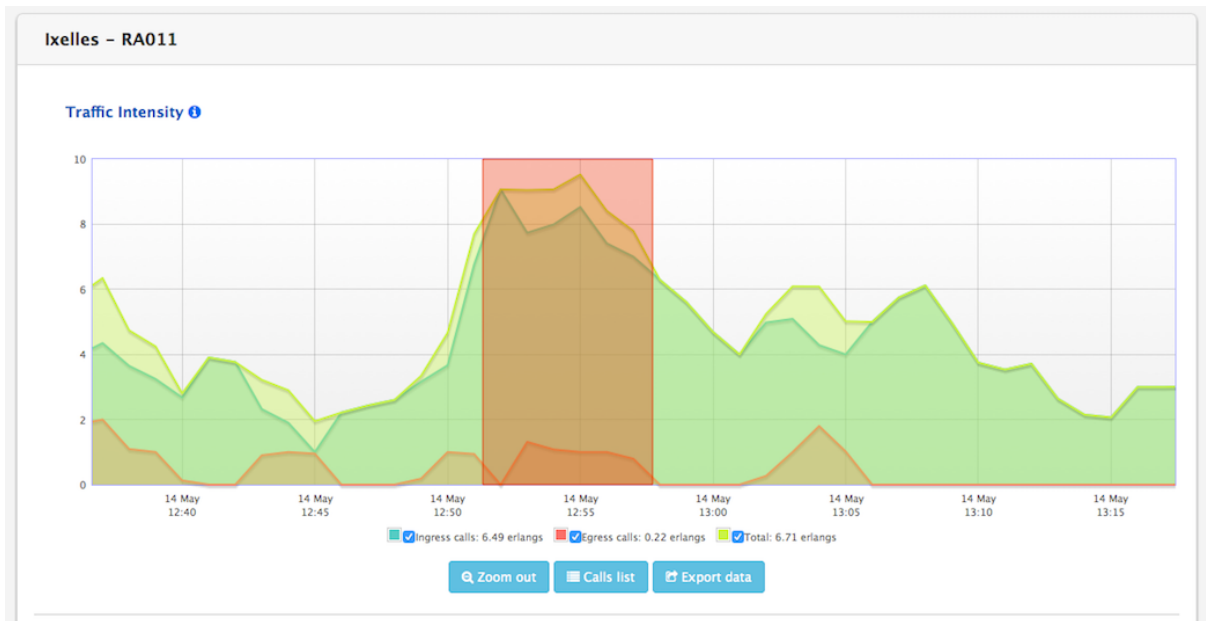 Ixelles – RA011
Traffic Intensity
10
8
6
4
2
0
14 May 14 May 14 May 14 May 14 May 14 May 14 May 14 May
12:40 12:45 12:50 12:55 13:00 13:05 13:10 13:15
Ingress calls: 6.49 erlangs Egress calls: 0.22 erlangs Total: 6.71 erlangs
Zoom out Calls list Export data